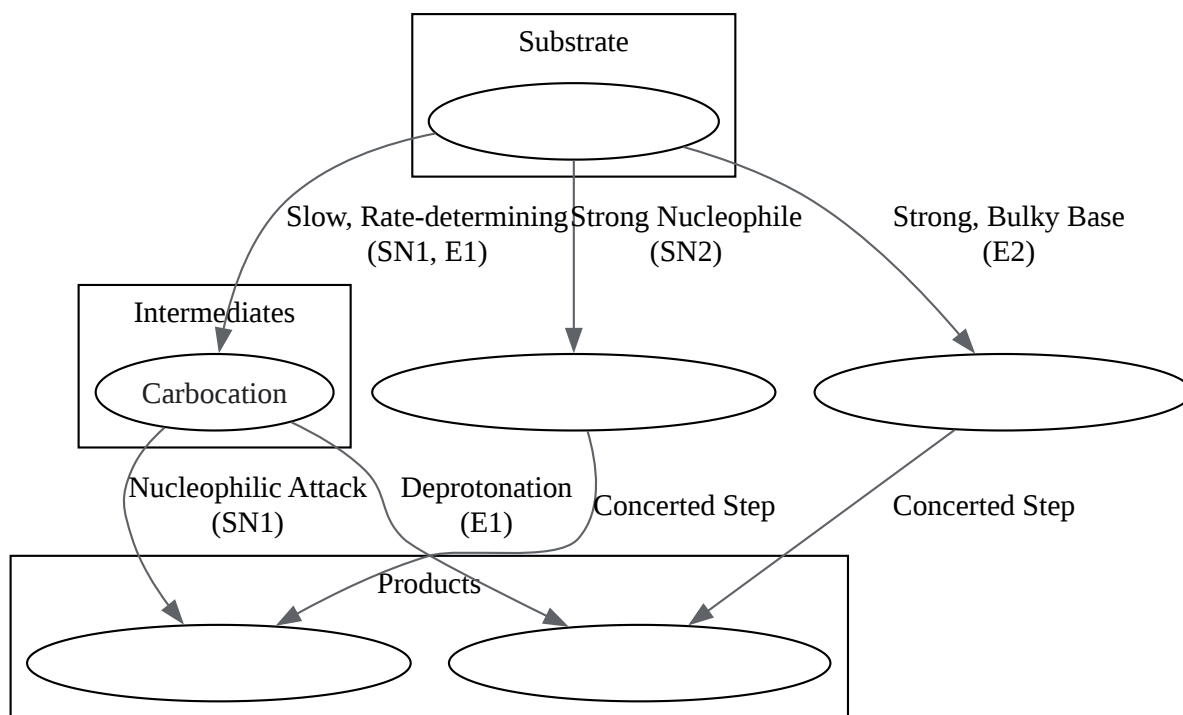 Substrate
Slow, Rate-determining
(SN1, E1)
Strong Nucleophile
(SN2)
Strong, Bulky Base
(E2)
Intermediates
Carbocation
Nucleophilic Attack
(SN1)
Deprotonation
(E1)
Concerted Step
Concerted Step
Products